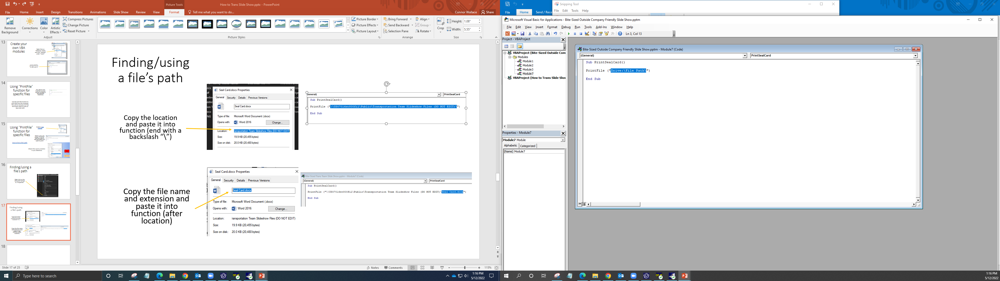 Picture Tools
How to Trans Slide Show.pptx - PowerPoint
File Home Insert Design Transitions Animations Slide Show Review View Format Tell me what you want to do...
Connor Wallace Share
Remove Background
Corrections
Color
Artistic Effects
Compress Pictures
Change Picture
Reset Picture
Adjust
Picture Styles
Picture Border
Picture Effects
Picture Layout
Bring Forward
Send Backward
Selection Pane
Align
Group
Rotate
Arrange
Crop
Height: 1.08"
Width: 5.55"
Size
13
Create your
own VBA
modules
14
Using "PrintFile"
function for
specific files
15
Using "PrintFile"
function for
specific files
16
Finding/using a
file's path
17
Finding/using
a file's path
18
Finding/using
a file's path
Copy the location
and paste it into
function (end with a
backslash "\")
Seal Card.docx Properties
General Security Details Previous Versions
Seal Card.docx
Type of file: Microsoft Word Document (.docx)
Opens with: Word 2016 Change...
Location: ransportation Team Slideshow Files (DO NOT EDIT)
Size: 19.9 KB (20,455 bytes)
Size on disk: 20.0 KB (20,480 bytes)
General) PrintSealCard
Sub PrintSealCard()
PrintFile ("\\US07016nt800fil\Public\Transportation Team Slideshow Files (DO NOT EDIT)\")
End Sub
Copy the file name
and extension and
paste it into
function (after
location)
Seal Card.docx Properties
General Security Details Previous Versions
Seal Card.docx
Type of file: Microsoft Word Document (.docx)
Opens with: Word 2016 Change...
Location: ransportation Team Slideshow Files (DO NOT EDIT)
Size: 19.9 KB (20,455 bytes)
Size on disk: 20.0 KB (20,480 bytes)
Bite-Sized Trans Team Slide Show.pptm - Module7 (Code)
(General) PrintSealCard
Sub PrintSealCard()
PrintFile ("\\US07016nt800fil\Public\Transportation Team Slideshow Files (DO NOT EDIT)\Seal Card.docx")
End Sub
Slide 17 of 25
Notes Comments 115%
Type here to search
1:16 PM
5/12/2022
File Home Send / Rece
Snipping Tool
File Edit Tools Help
Microsoft Visual Basic for Applications - Bite-Sized Outside Company Friendly Slide Show.pptm
File Edit View Insert Format Debug Run Tools Add-Ins Window Help
Ln 3, Col 13
Project - VBAProject
VBAProject (Bite-Sized Outside Com
Modules
Module1
Module2
Module3
Module7
VBAProject (How to Trans Slide Shov
Properties - Module7
Module7 Module
Alphabetic Categorized
(Name) Module7
Bite-Sized Outside Company Friendly Slide Show.pptm - Module7 (Code)
(General) PrintSealCard
Sub PrintSealCard()
PrintFile ("Drive:\File Path\")
End Sub
1:16 PM
5/12/2022